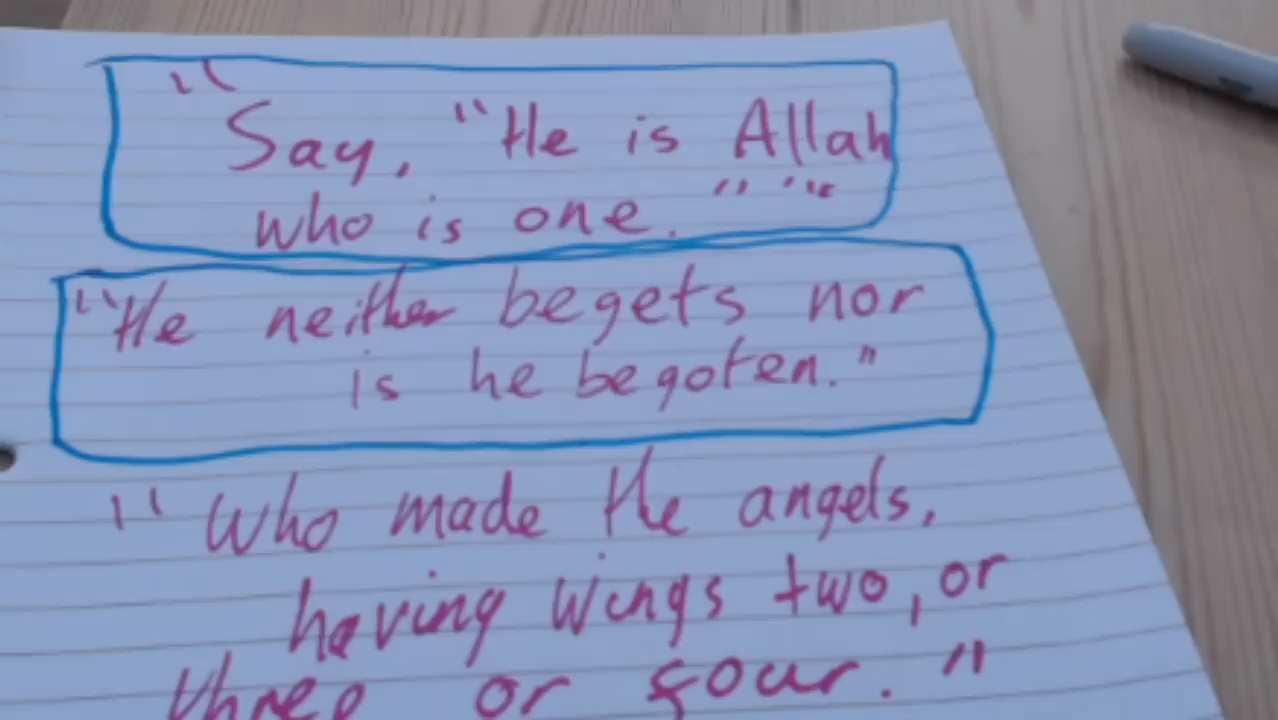 "Say, "He is Allah
who is one." ""
"He neither begets nor
is he begoten."
"Who made the angels,
having wings two, or
three or four."